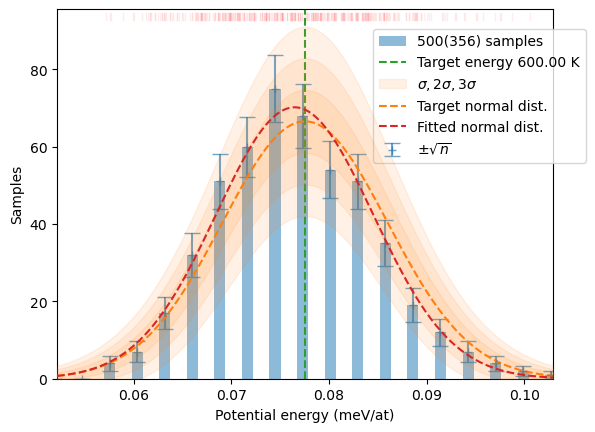 500(356) samples
Target energy 600.00 K
σ, 2σ, 3σ
Target normal dist.
Fitted normal dist.
±√n
Samples
80
60
40
20
0
0.06 0.07 0.08 0.09 0.10
Potential energy (meV/at)